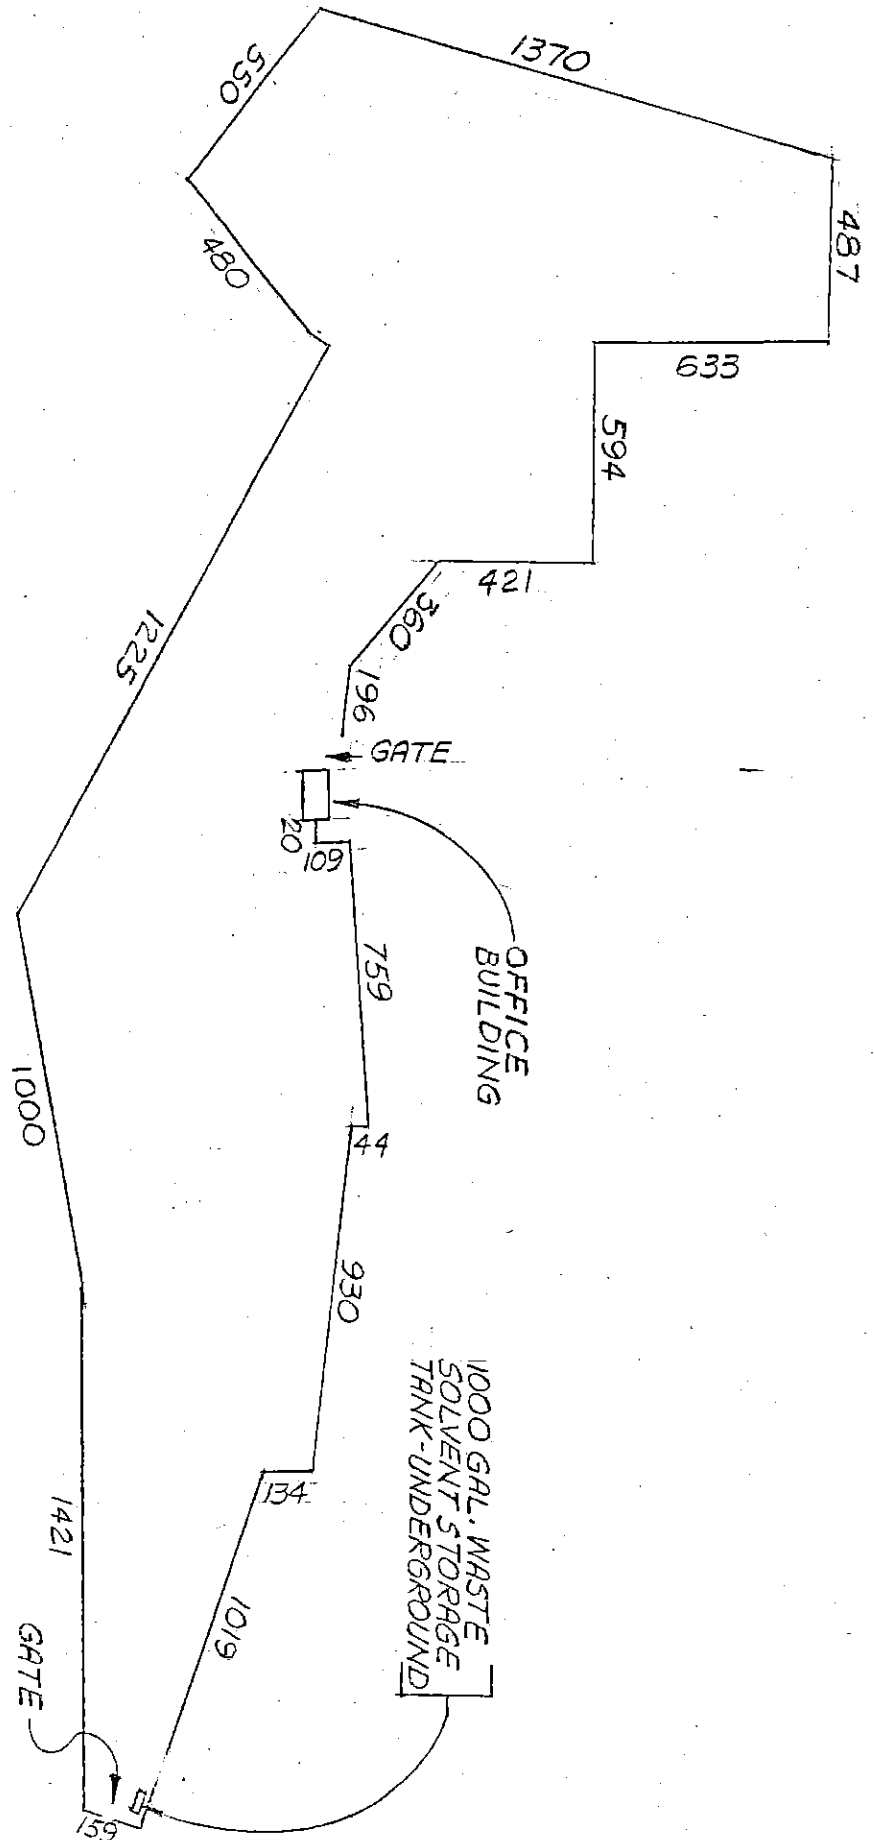 1370
550
487
480
633
594
421
360
196
GATE
20
109
OFFICE
BUILDING
759
1225
44
1000
930
1000 GAL. WASTE
SOLVENT STORAGE
TANK-UNDERGROUND
134
1019
1421
GATE
159